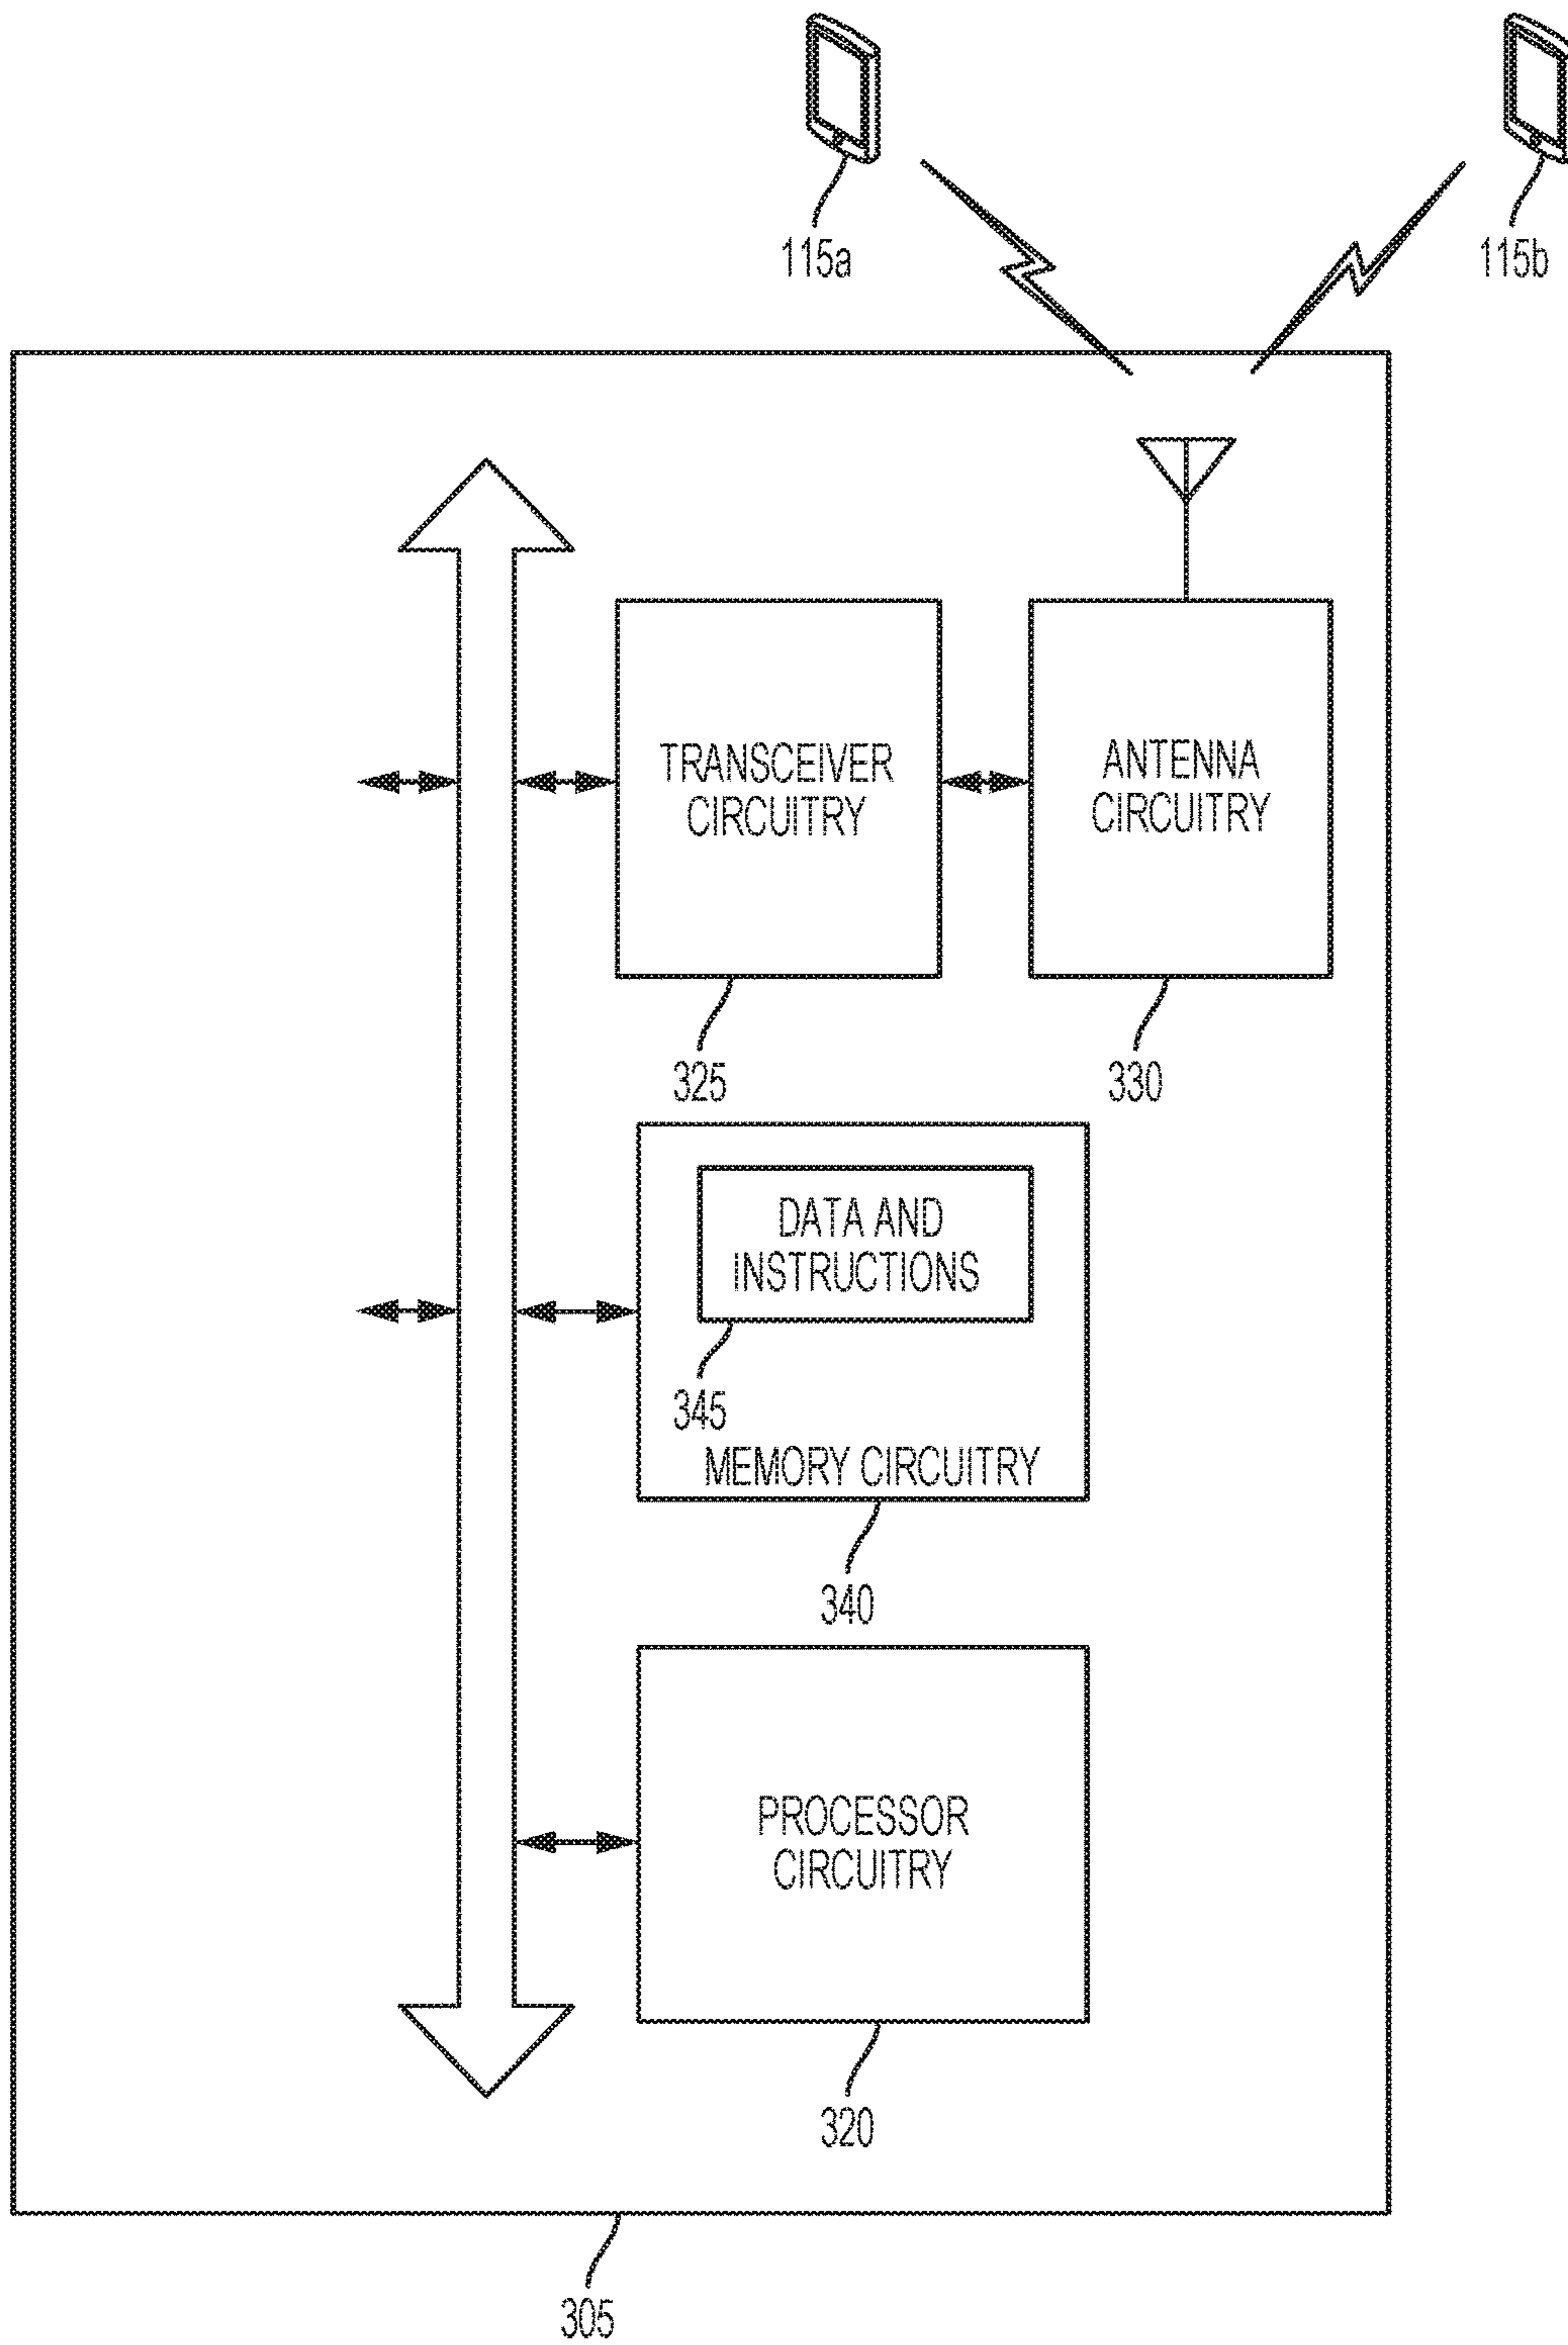 115a
115b
TRANSCEIVER
CIRCUITRY
ANTENNA
CIRCUITRY
325
330
DATA AND
INSTRUCTIONS
345
MEMORY CIRCUITRY
340
PROCESSOR
CIRCUITRY
320
305